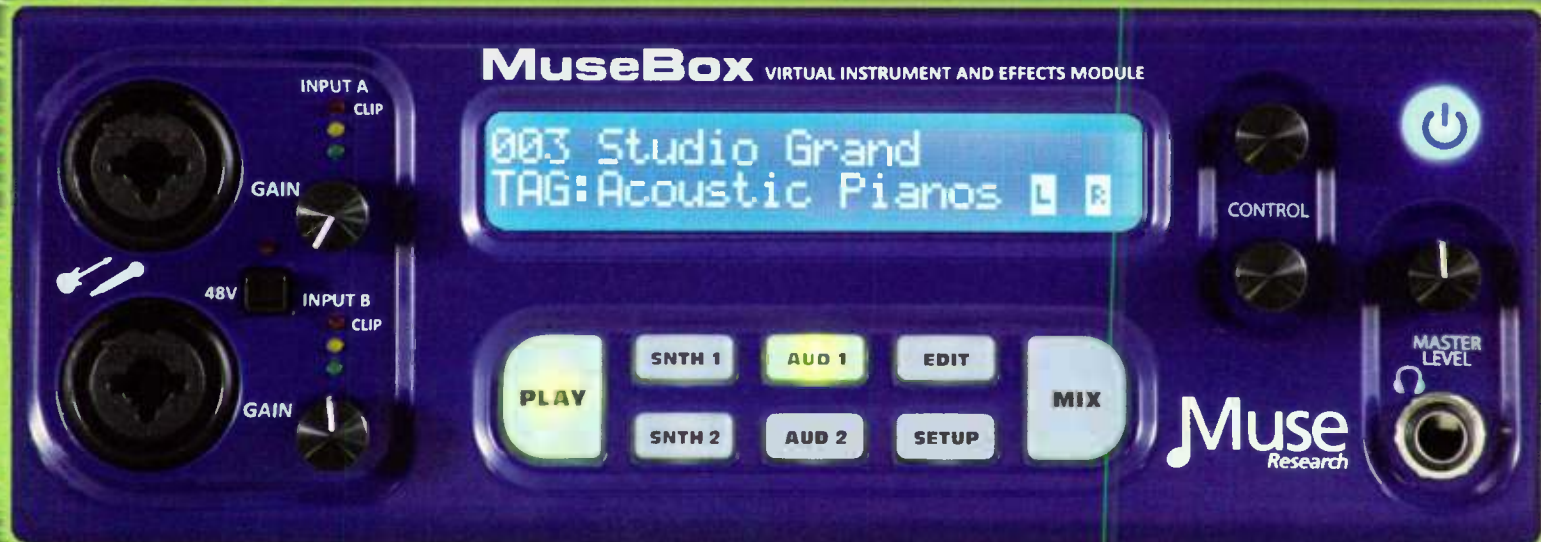 MuseBox VIRTUAL INSTRUMENT AND EFFECTS MODULE
INPUT A
CLIP
GAIN
48V
INPUT B
CLIP
GAIN
003 Studio Grand
TAG:Acoustic Pianos L R
PLAY
SNTH 1
AUD 1
EDIT
SNTH 2
AUD 2
SETUP
MIX
CONTROL
MASTER
LEVEL
Muse
Research